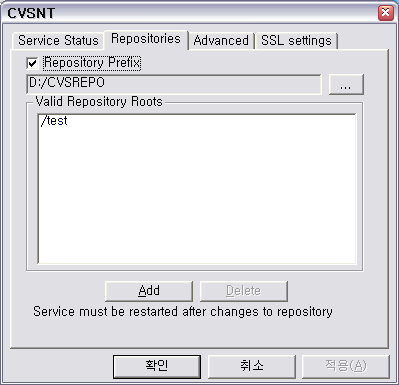 CVSNT
Service Status Repositories Advanced SSL settings
Repository Prefix
D:/CVSREPO
...
Valid Repository Roots
/test
Add Delete
Service must be restarted after changes to repository
확인 취소 적용(A)